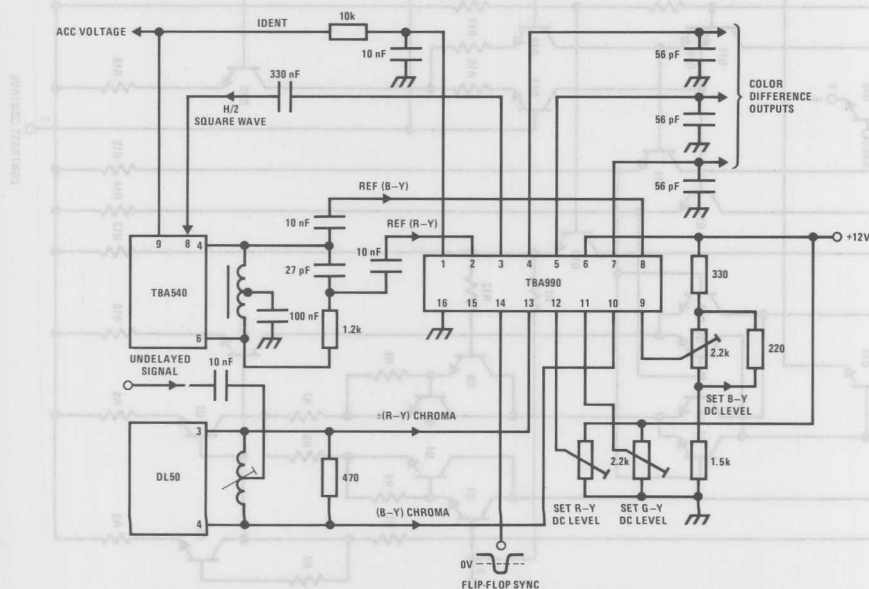 IDENT
10k
ACC VOLTAGE
10 nF
330 nF
H/2
SQUARE WAVE
56 pF
56 pF
56 pF
COLOR
DIFFERENCE
OUTPUTS
REF (B–Y)
10 nF
REF (R–Y)
10 nF
27 pF
9 8 4
TBA540
6
100 nF
1.2k
1 2 3 4 5 6 7 8
TBA990
16 15 14 13 12 11 10 9
+12V
330
2.2k
220
SET B–Y
DC LEVEL
UNDELAYED
SIGNAL
10 nF
±(R–Y) CHROMA
3
DL50
4
470
(B–Y) CHROMA
2.2k
1.5k
SET R–Y
DC LEVEL
SET G–Y
DC LEVEL
0V
FLIP-FLOP SYNC